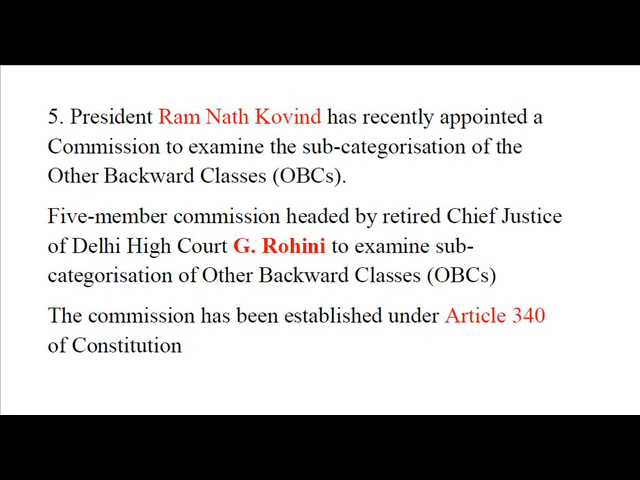 5. President Ram Nath Kovind has recently appointed a
Commission to examine the sub-categorisation of the
Other Backward Classes (OBCs).
Five-member commission headed by retired Chief Justice
of Delhi High Court G. Rohini to examine sub-
categorisation of Other Backward Classes (OBCs)
The commission has been established under Article 340
of Constitution